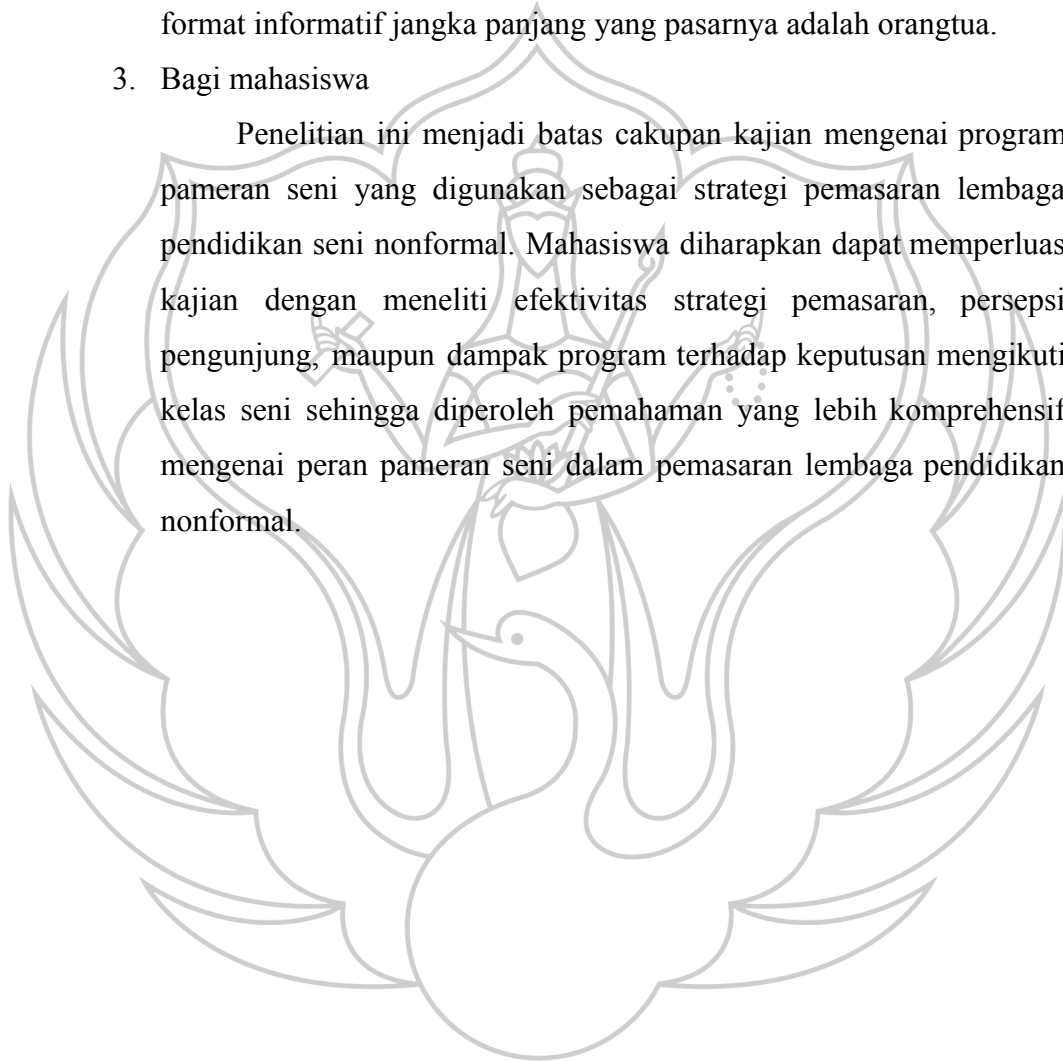 format informatif jangka panjang yang pasarnya adalah orangtua.
3. Bagi mahasiswa
Penelitian ini menjadi batas cakupan kajian mengenai program
pameran seni yang digunakan sebagai strategi pemasaran lembaga
pendidikan seni nonformal. Mahasiswa diharapkan dapat memperluas
kajian dengan meneliti efektivitas strategi pemasaran, persepsi
pengunjung, maupun dampak program terhadap keputusan mengikuti
kelas seni sehingga diperoleh pemahaman yang lebih komprehensif
mengenai peran pameran seni dalam pemasaran lembaga pendidikan
nonformal.